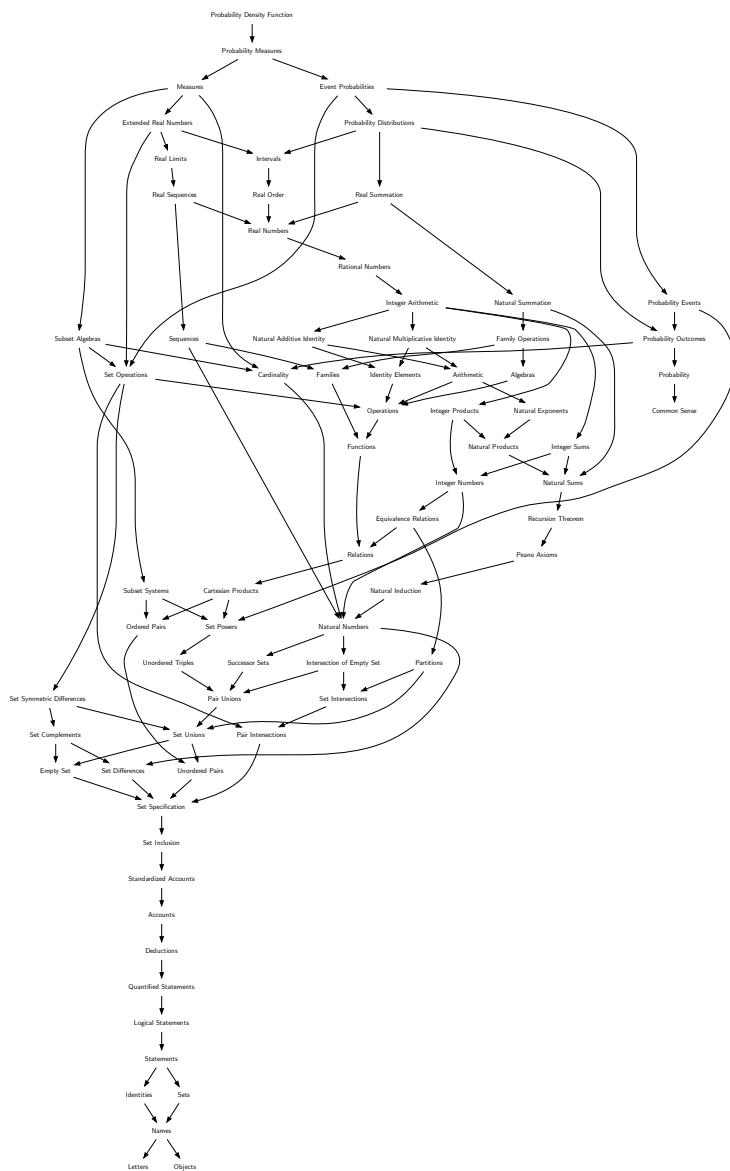 Probability Density Function
Probability Measures
Measures
Event Probabilities
Extended Real Numbers
Probability Distributions
Real Limits
Intervals
Real Sequences
Real Order
Real Summation
Real Numbers
Rational Numbers
Integer Arithmetic
Natural Summation
Probability Events
Subset Algebras
Sequences
Natural Additive Identity
Natural Multiplicative Identity
Family Operations
Probability Outcomes
Set Operations
Cardinality
Families
Identity Elements
Arithmetic
Algebras
Probability
Operations
Integer Products
Natural Exponents
Common Sense
Functions
Natural Products
Integer Sums
Integer Numbers
Natural Sums
Equivalence Relations
Recursion Theorem
Relations
Peano Axioms
Subset Systems
Cartesian Products
Natural Induction
Ordered Pairs
Set Powers
Natural Numbers
Unordered Triples
Successor Sets
Intersection of Empty Set
Partitions
Set Symmetric Differences
Pair Unions
Set Intersections
Set Complements
Set Unions
Pair Intersections
Empty Set
Set Differences
Unordered Pairs
Set Specification
Set Inclusion
Standardized Accounts
Accounts
Deductions
Quantified Statements
Logical Statements
Statements
Identities
Sets
Names
Letters
Objects